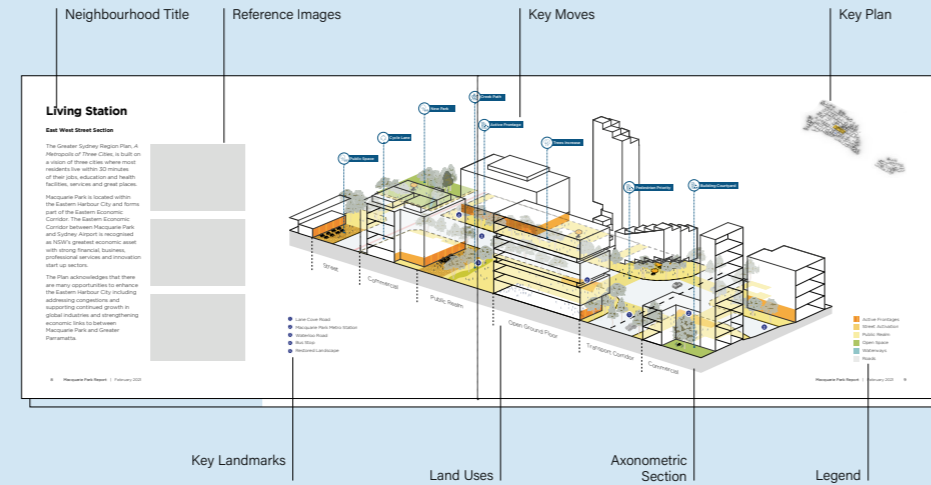 Neighbourhood Title
Reference Images
Key Moves
Key Plan
Living Station
East West Street Section
The Greater Sydney Region Plan, A
Metropolis of Three Cities, is built on
a vision of three cities where most
residents live within 30 minutes
of their jobs, education and health
facilities, services and great places.
Macquarie Park is located within
the Eastern Harbour City and forms
part of the Eastern Economic
Corridor. The Eastern Economic
Corridor between Macquarie Park
and Sydney Airport is recognised
as NSW's greatest economic asset
with strong financial, business,
professional services and innovation
start up sectors.
The Plan acknowledges that there
are many opportunities to enhance
the Eastern Harbour City including
addressing congestions and
supporting continued growth in
global industries and strengthening
economic links to between
Macquarie Park and Greater
Parramatta.
Public Space
Cycle Lane
New Park
Creek Path
Active Frontage
Trees Increase
Pedestrian Priority
Building Courtyard
Street
Commercial
Public Realm
Open Ground Floor
Transport Corridor
Commercial
Lane Cove Road
Macquarie Park Metro Station
Waterloo Road
Bus Stop
Restored Landscape
Active Frontages
Street Activation
Public Realm
Open Space
Waterways
Roads
Macquarie Park Report | February 2021
Macquarie Park Report | February 2021
Key Landmarks
Land Uses
Axonometric
Section
Legend